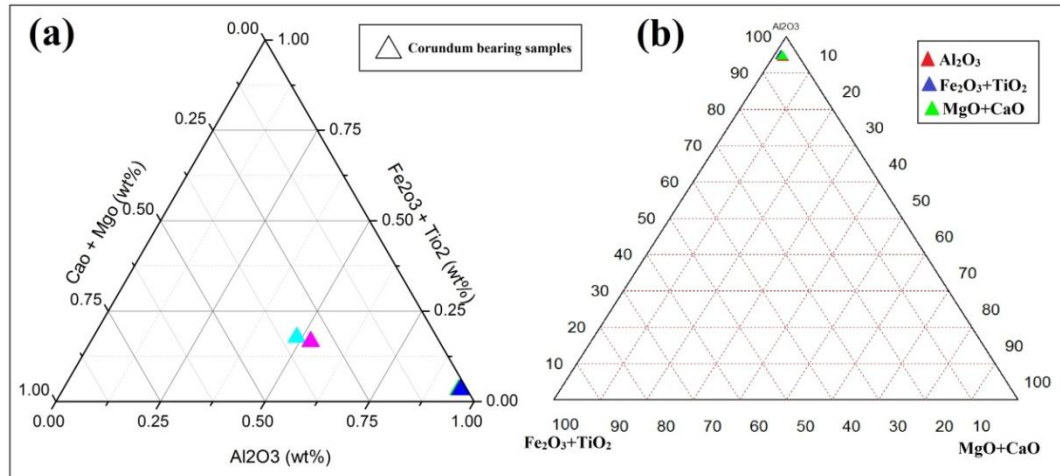 (a)
0.00
1.00
Corundum bearing samples
0.25
0.75
Cao + Mgo (wt%)
Fe2o3 + Tio2 (wt%)
0.50
0.50
0.75
0.25
1.00
0.00
0.00
0.25
0.50
0.75
1.00
Al2O3 (wt%)
(b)
Al2O3
100
10
90
20
80
30
70
40
60
50
50
60
40
70
30
80
20
90
10
100
100 90 80 70 60 50 40 30 20 10
Fe₂O₃+TiO₂
MgO+CaO
Al₂O₃
Fe₂O₃+TiO₂
MgO+CaO